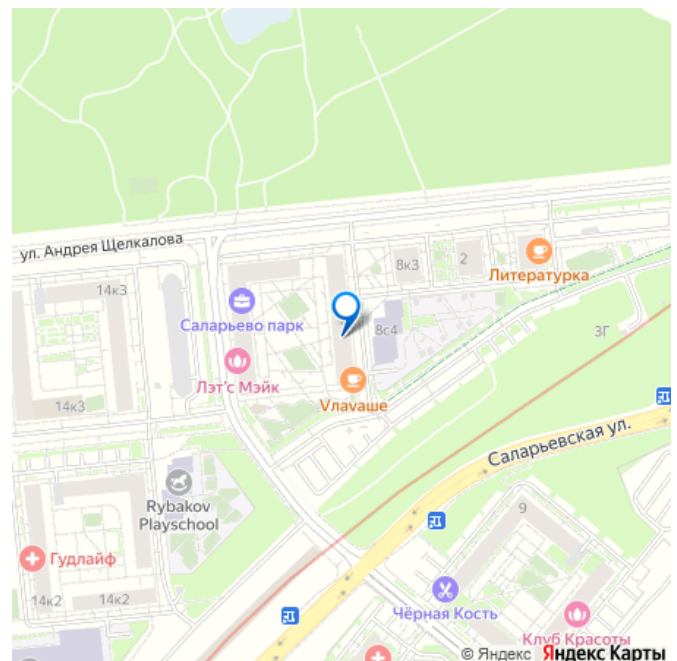 ул. Андрея Щелкалова
8к3
2
Литературка
14к3
Саларьево парк
8с4
3Г
Лэт'с Мэйк
14к3
Vлаvаше
Саларьевская ул.
Rybakov
Playschool
9
Гудлайф
14к2
14к2
Чёрная Кость
Клуб Красоты
© Яндекс Яндекс Карты